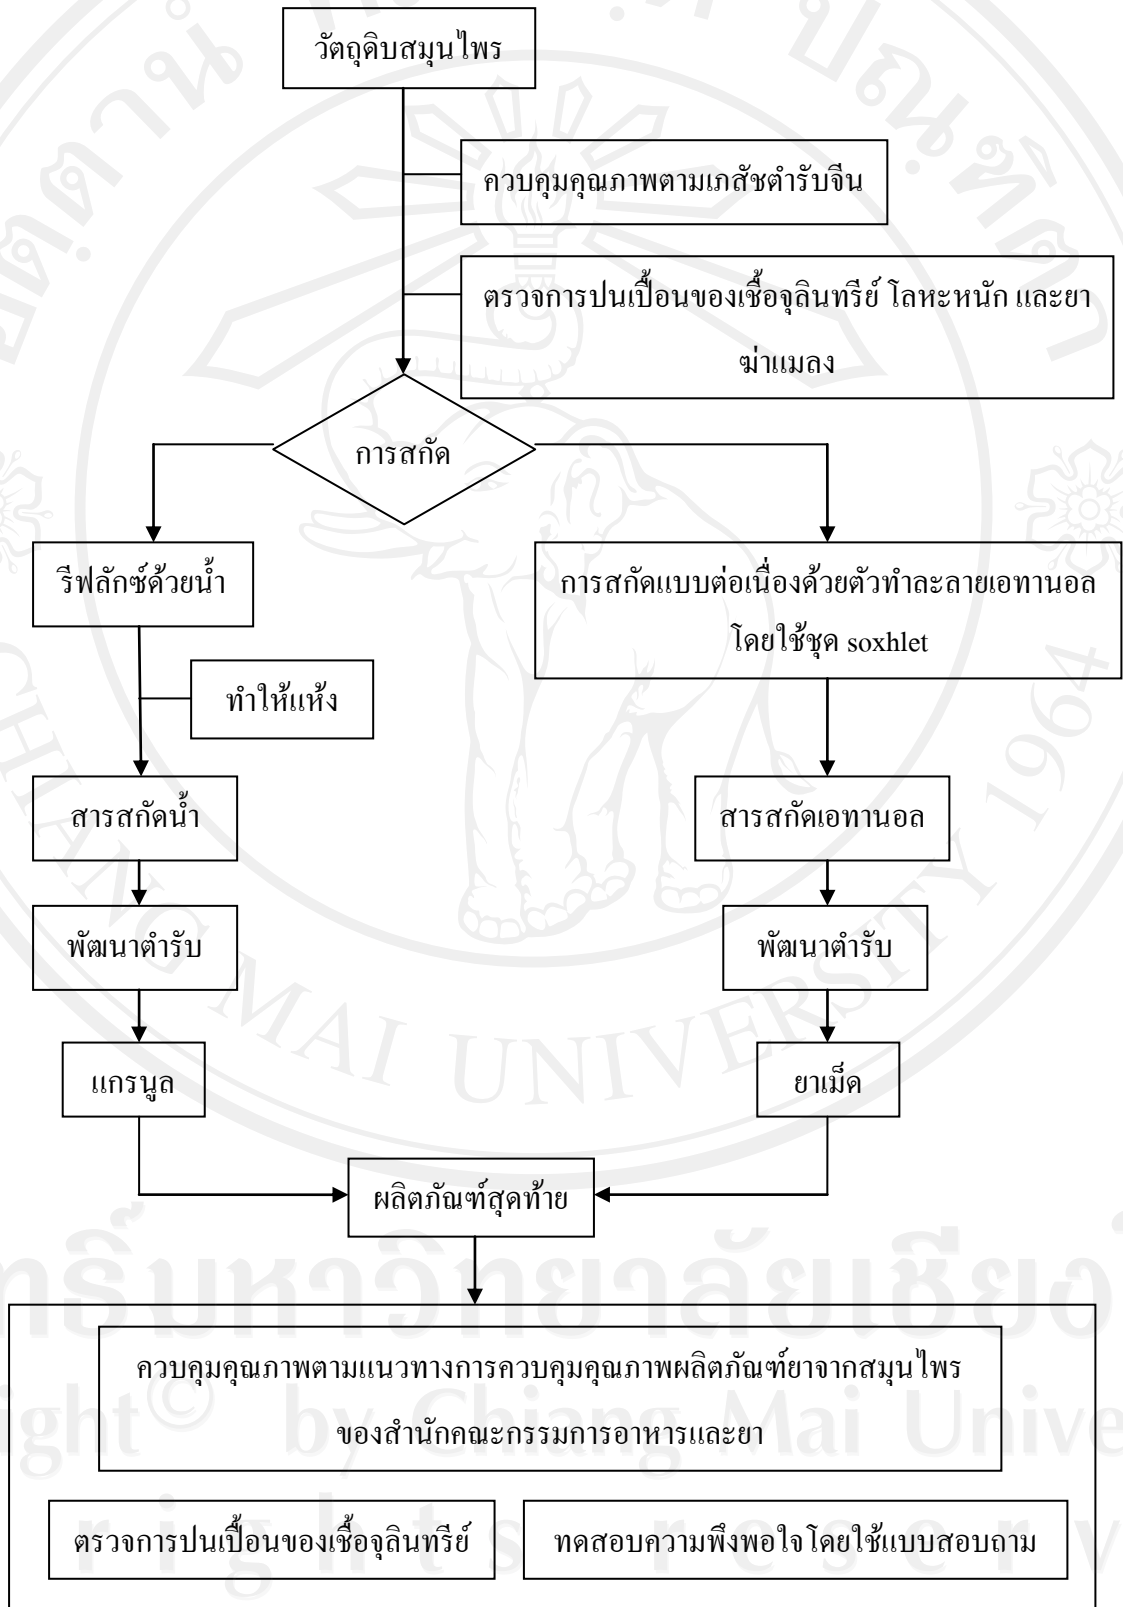 วัตถุดิบสมุนไพร
ควบคุมคุณภาพตามเภสัชตำรับจีน
ตรวจการปนเปื้อนของเชื้อจุลินทรีย์ โลหะหนัก และยา
ฆ่าแมลง
การสกัด
รีฟลักซ์ด้วยน้ำ
การสกัดแบบต่อเนื่องด้วยตัวทำละลายเอทานอล
โดยใช้ชุด soxhlet
ทำให้แห้ง
สารสกัดน้ำ
สารสกัดเอทานอล
พัฒนาตำรับ
พัฒนาตำรับ
แกรนูล
ยาเม็ด
ผลิตภัณฑ์สุดท้าย
ควบคุมคุณภาพตามแนวทางการควบคุมคุณภาพผลิตภัณฑ์ยาจากสมุนไพร
ของสำนักคณะกรรมการอาหารและยา
ตรวจการปนเปื้อนของเชื้อจุลินทรีย์
ทดสอบความพึงพอใจโดยใช้แบบสอบถาม
CHIANG MAI UNIVERSITY 1964
by Chiang Mai
rights